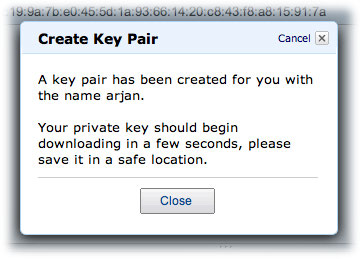 :19:9a:7b:e0:45:5d:1a:93:66:14:20:c8:43:f8:a8:15:91:7a
Create Key Pair
Cancel
A key pair has been created for you with
the name arjan.
Your private key should begin
downloading in a few seconds, please
save it in a safe location.
Close